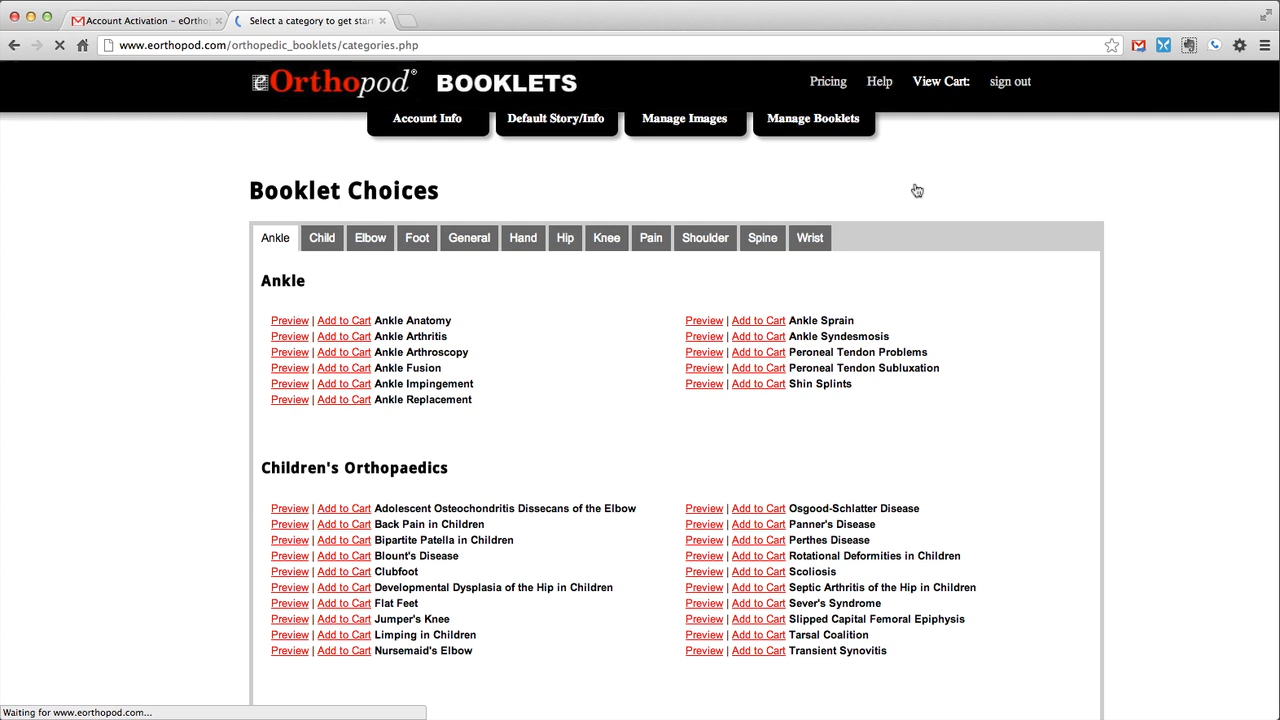 Account Activation – eOrthop
Select a category to get start
www.eorthopod.com/orthopedic_booklets/categories.php
eOrthopod® BOOKLETS
Pricing Help View Cart: sign out
Account Info Default Story/Info Manage Images Manage Booklets
Booklet Choices
Ankle Child Elbow Foot General Hand Hip Knee Pain Shoulder Spine Wrist
Ankle
Preview | Add to Cart Ankle Anatomy
Preview | Add to Cart Ankle Arthritis
Preview | Add to Cart Ankle Arthroscopy
Preview | Add to Cart Ankle Fusion
Preview | Add to Cart Ankle Impingement
Preview | Add to Cart Ankle Replacement
Preview | Add to Cart Ankle Sprain
Preview | Add to Cart Ankle Syndesmosis
Preview | Add to Cart Peroneal Tendon Problems
Preview | Add to Cart Peroneal Tendon Subluxation
Preview | Add to Cart Shin Splints
Children's Orthopaedics
Preview | Add to Cart Adolescent Osteochondritis Dissecans of the Elbow
Preview | Add to Cart Back Pain in Children
Preview | Add to Cart Bipartite Patella in Children
Preview | Add to Cart Blount's Disease
Preview | Add to Cart Clubfoot
Preview | Add to Cart Developmental Dysplasia of the Hip in Children
Preview | Add to Cart Flat Feet
Preview | Add to Cart Jumper's Knee
Preview | Add to Cart Limping in Children
Preview | Add to Cart Nursemaid's Elbow
Preview | Add to Cart Osgood-Schlatter Disease
Preview | Add to Cart Panner's Disease
Preview | Add to Cart Perthes Disease
Preview | Add to Cart Rotational Deformities in Children
Preview | Add to Cart Scoliosis
Preview | Add to Cart Septic Arthritis of the Hip in Children
Preview | Add to Cart Sever's Syndrome
Preview | Add to Cart Slipped Capital Femoral Epiphysis
Preview | Add to Cart Tarsal Coalition
Preview | Add to Cart Transient Synovitis
Waiting for www.eorthopod.com...